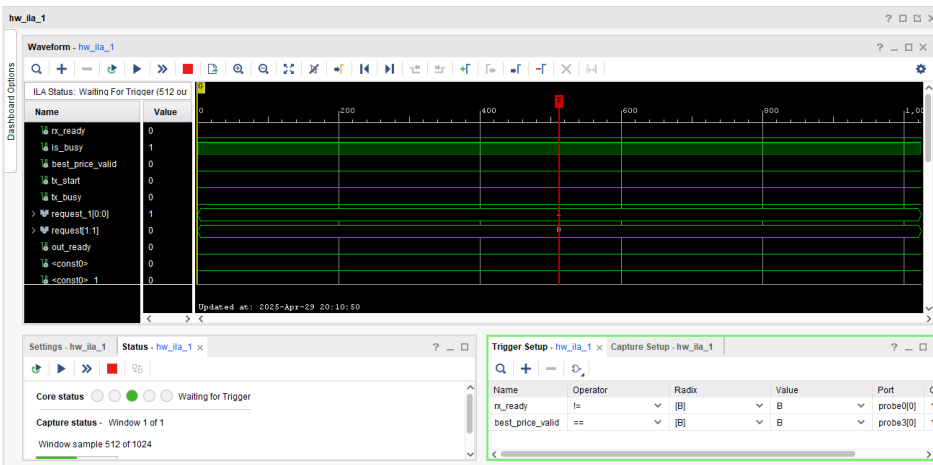 hw_ila_1
Dashboard Options
Waveform - hw_ila_1
ILA Status: Waiting For Trigger (512 ou
Name Value
0
0 200 400 600 800 1,00
T
rx_ready 0
is_busy 1
best_price_valid 0
tx_start 0
tx_busy 0
request_1[0:0] 1
request[1:1] 0 0
out_ready 0
<const0> 0
<const0>_1 0
Updated at: 2025-Apr-29 20:10:50
Settings - hw_ila_1 Status - hw_ila_1
Core status Waiting for Trigger
Capture status - Window 1 of 1
Window sample 512 of 1024
Trigger Setup - hw_ila_1 Capture Setup - hw_ila_1
Name Operator Radix Value Port
rx_ready != [B] B probe0[0]
best_price_valid == [B] B probe3[0]